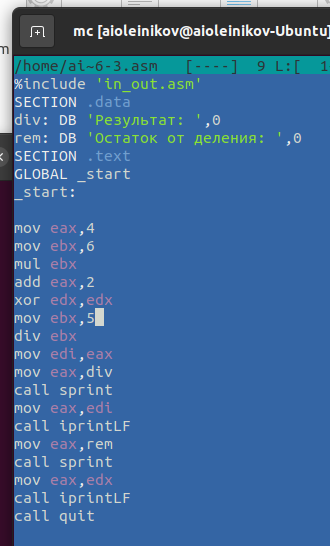 mc [aioleinikov@aioleinikov-Ubuntu]
/home/ai~6-3.asm   [----]  9 L:[  1
%include 'in_out.asm'
SECTION .data
div: DB 'Результат: ',0
rem: DB 'Остаток от деления: ',0
SECTION .text
GLOBAL _start
_start:

mov eax,4
mov ebx,6
mul ebx
add eax,2
xor edx,edx
mov ebx,5
div ebx
mov edi,eax
mov eax,div
call sprint
mov eax,edi
call iprintLF
mov eax,rem
call sprint
mov eax,edx
call iprintLF
call quit